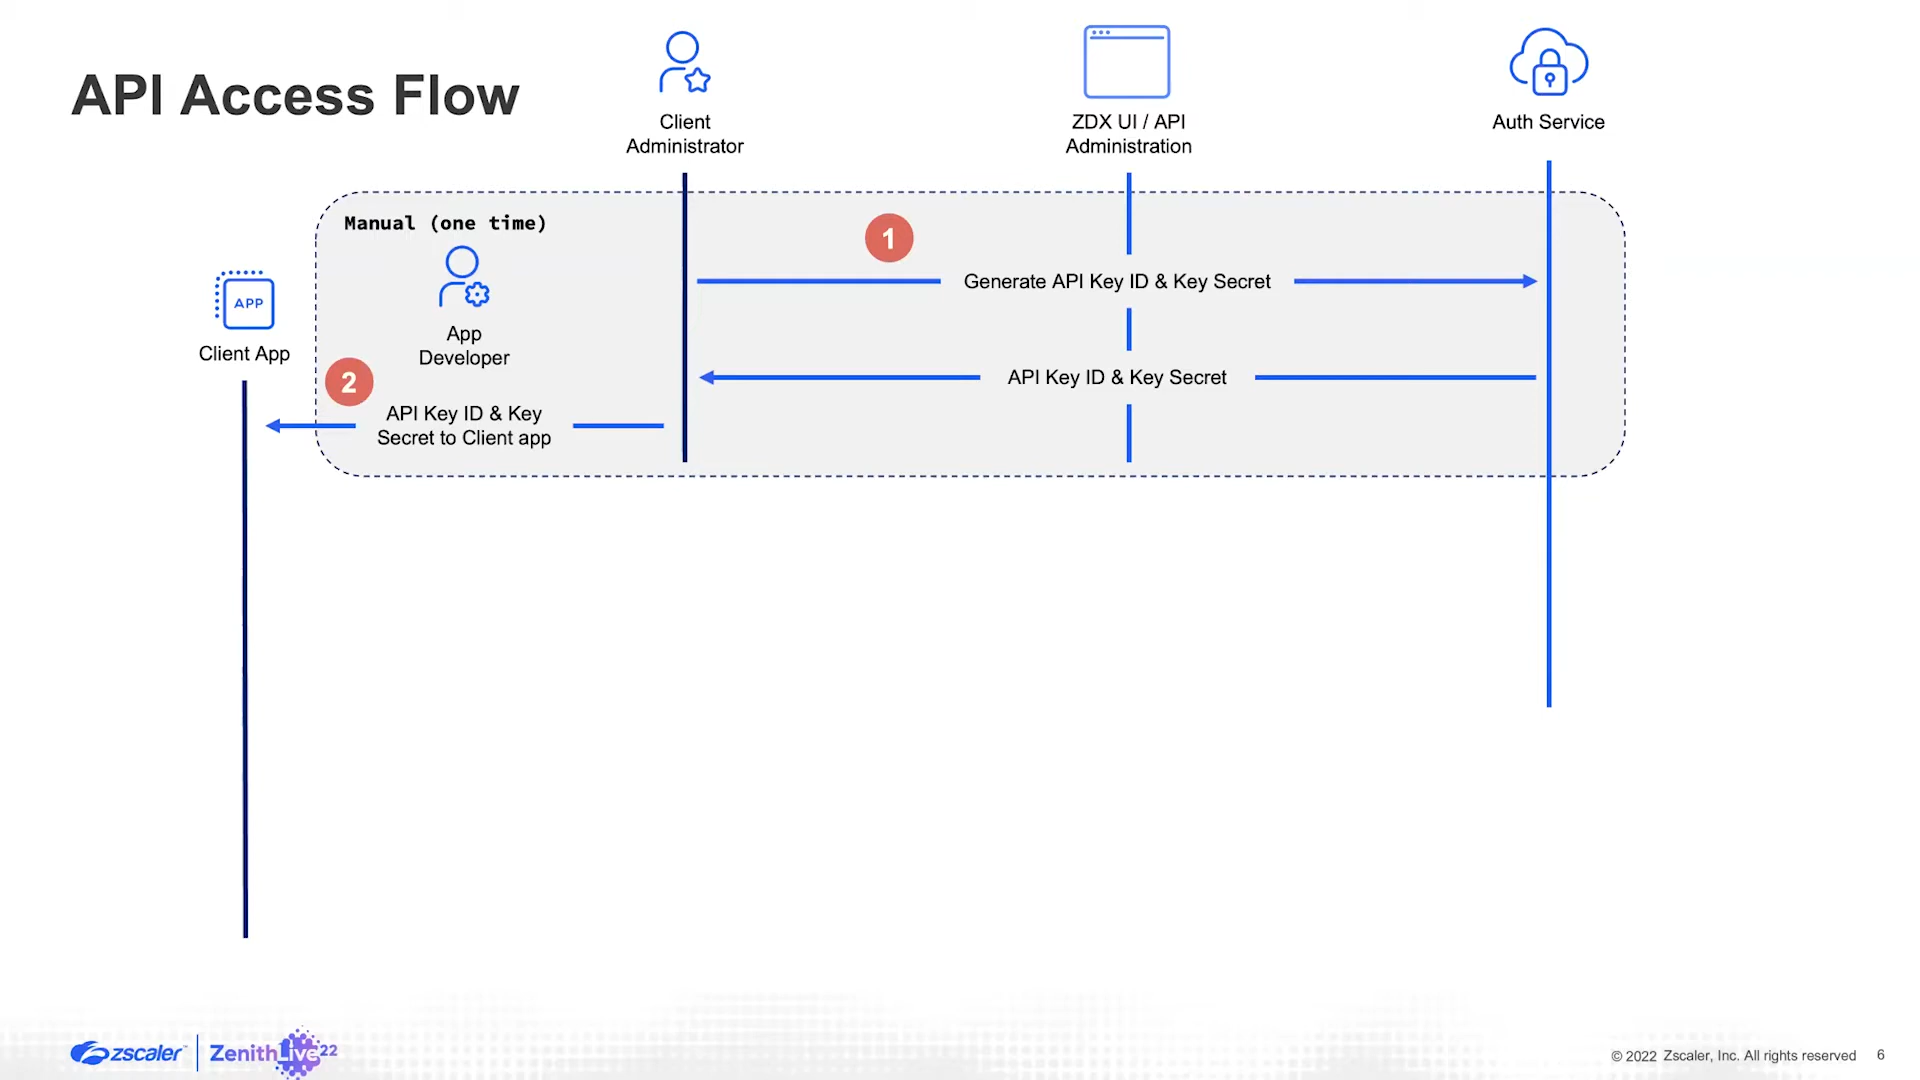 API Access Flow
Client
Administrator
ZDX UI / API
Administration
Auth Service
Manual (one time)
1
Generate API Key ID & Key Secret
APP
Client App
App
Developer
2
API Key ID & Key Secret
API Key ID & Key
Secret to Client app
zscaler™
ZenithLive22
© 2022 Zscaler, Inc. All rights reserved
6